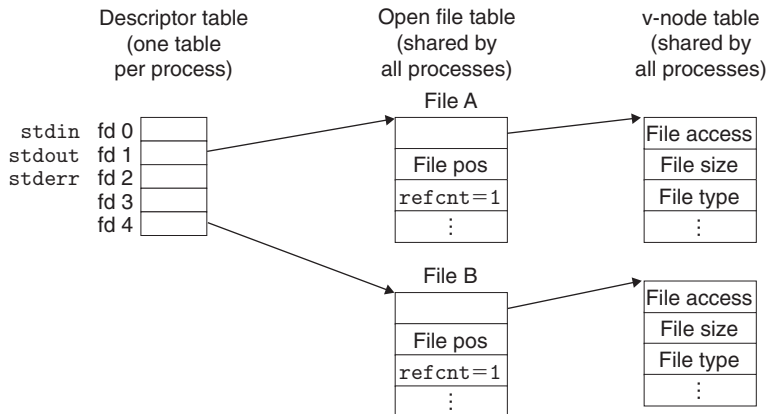 Descriptor table
(one table
per process)
Open file table
(shared by
all processes)
v-node table
(shared by
all processes)
stdin fd 0
stdout fd 1
stderr fd 2
fd 3
fd 4
File A
File pos
refcnt=1
⋮
File access
File size
File type
⋮
File B
File pos
refcnt=1
⋮
File access
File size
File type
⋮